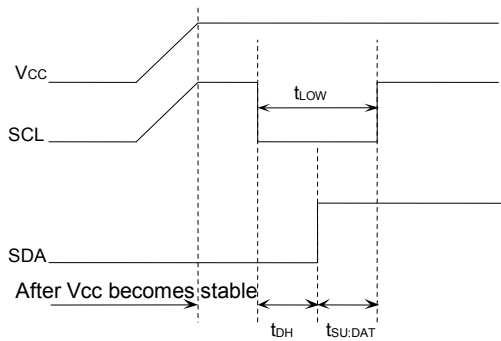 VCC
tLOW
SCL
SDA
After Vcc becomes stable
tDH
tSU:DAT